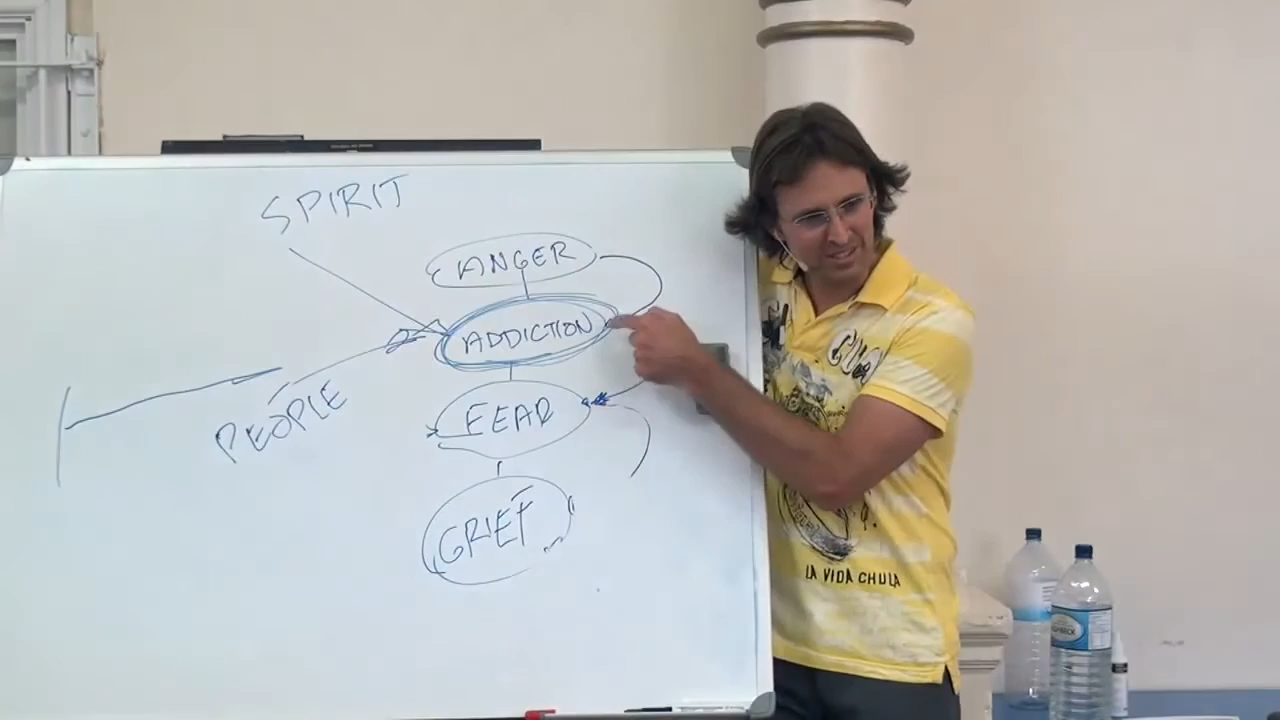 SPIRIT
ANGER
ADDICTION
PEOPLE
FEAR
GRIEF
LA VIDA CHULA